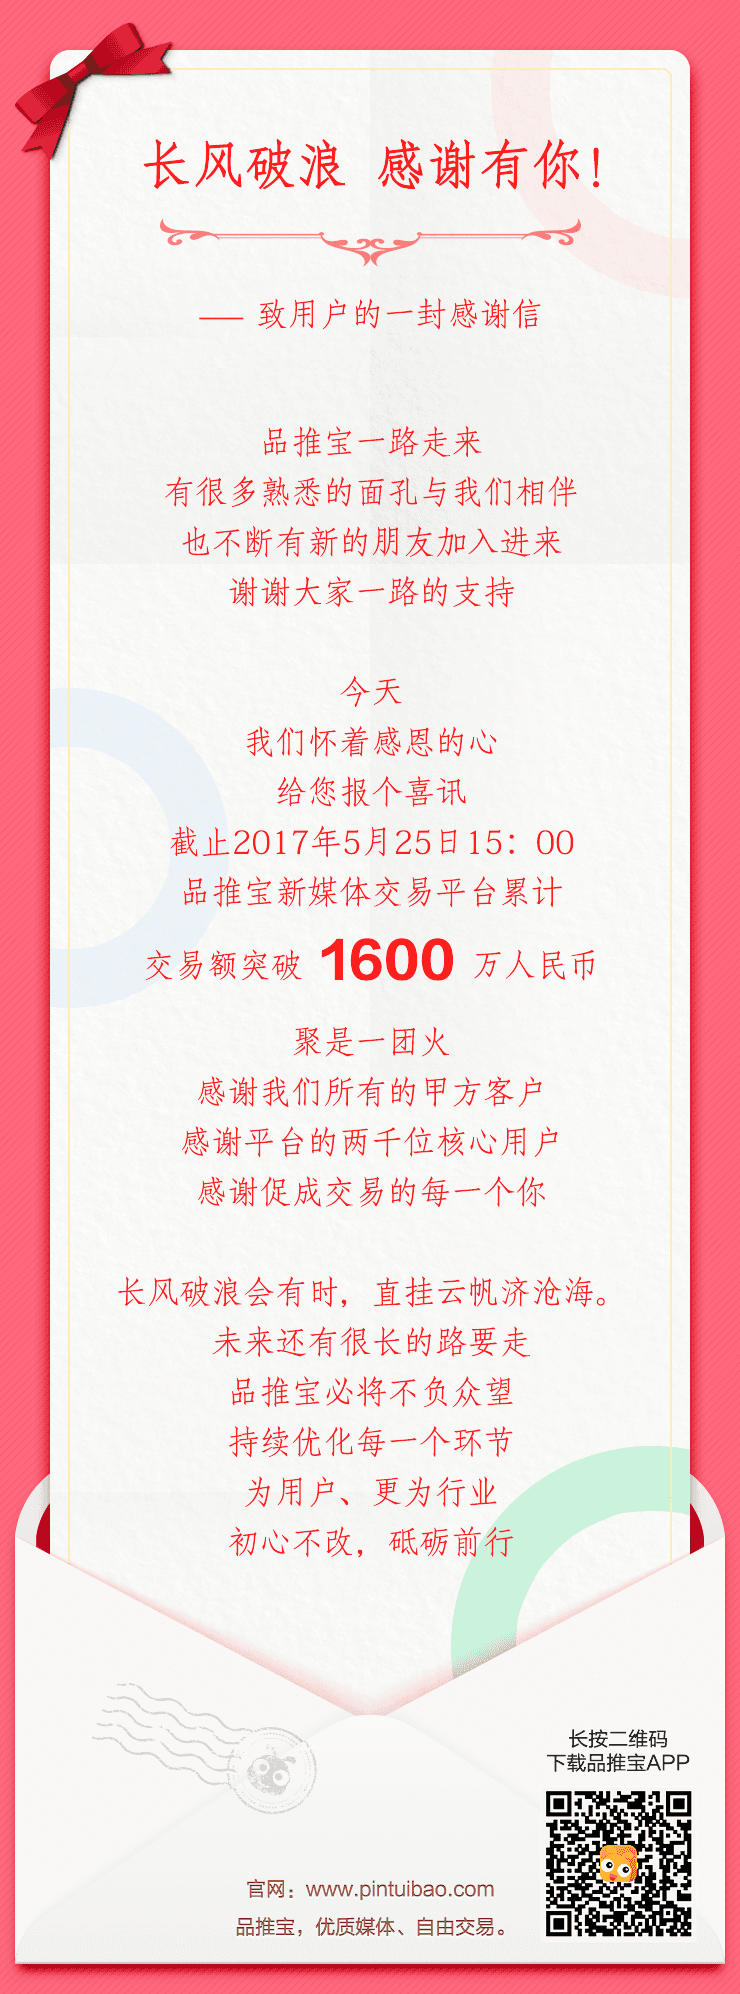 长风破浪 感谢有你!
—— 致用户的一封感谢信
品推宝一路走来
有很多熟悉的面孔与我们相伴
也不断有新的朋友加入进来
谢谢大家一路的支持
今天
我们怀着感恩的心
给您报个喜讯
截止2017年5月25日15：00
品推宝新媒体交易平台累计
交易额突破 1600 万人民币
聚是一团火
感谢我们所有的甲方客户
感谢平台的两千位核心用户
感谢促成交易的每一个你
长风破浪会有时，直挂云帆济沧海。
未来还有很长的路要走
品推宝必将不负众望
持续优化每一个环节
为用户、更为行业
初心不改，砥砺前行
长按二维码
下载品推宝APP
官网：www.pintuibao.com
品推宝，优质媒体、自由交易。